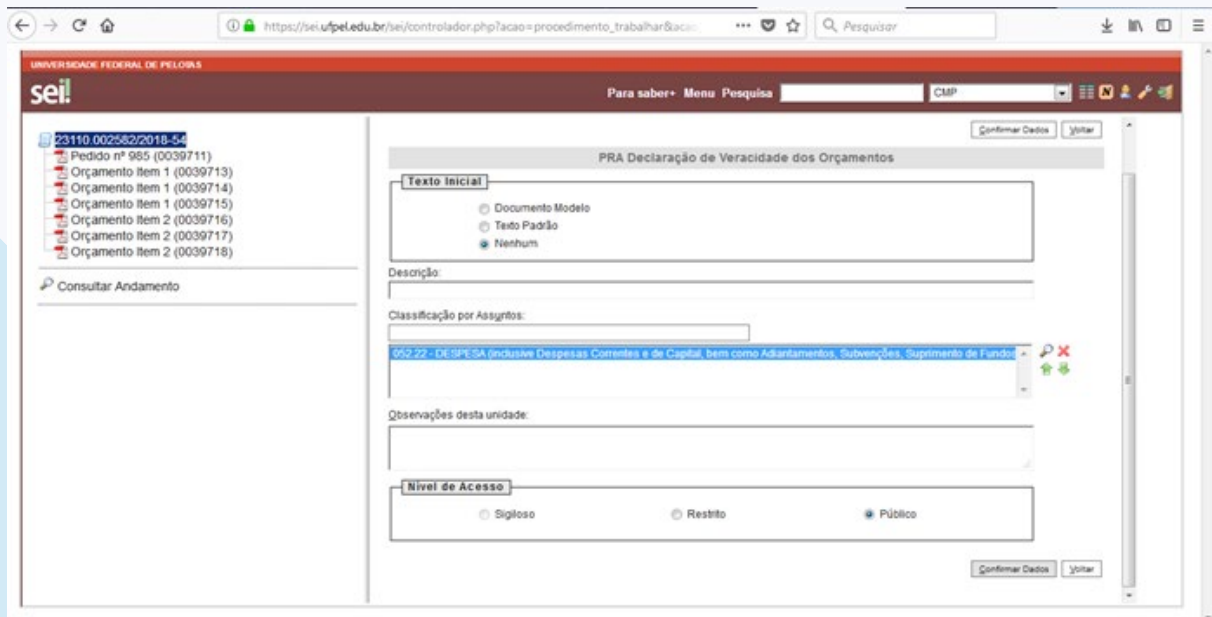 https://sei.ufpel.edu.br/sei/controlador.php?acao=procedimento_trabalhar&acao
Pesquisar
UNIVERSIDADE FEDERAL DE PELOTAS
sei!
Para saber+ Menu Pesquisa
CMP
23110.002582/2018-54
Pedido nº 985 (0039711)
Orçamento Item 1 (0039713)
Orçamento Item 1 (0039714)
Orçamento Item 1 (0039715)
Orçamento Item 2 (0039716)
Orçamento Item 2 (0039717)
Orçamento Item 2 (0039718)
Consultar Andamento
Confirmar Dados Voltar
PRA Declaração de Veracidade dos Orçamentos
Texto Inicial
Documento Modelo
Texto Padrão
Nenhum
Descrição:
Classificação por Assuntos:
052.22 - DESPESA (inclusive Despesas Correntes e de Capital, bem como Adiantamentos, Subvenções, Suprimento de Fundos
Observações desta unidade:
Nível de Acesso
Sigiloso Restrito Público
Confirmar Dados Voltar